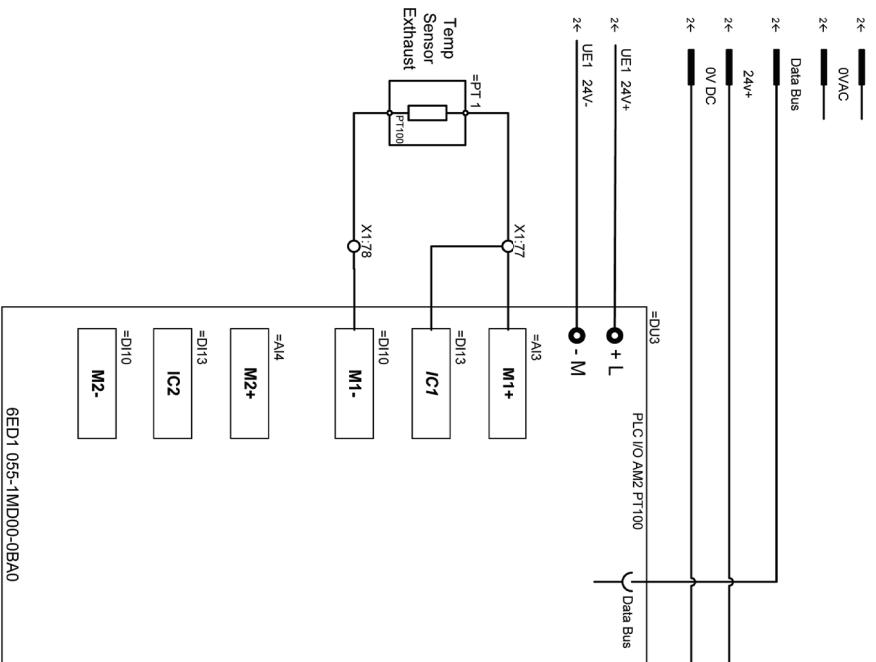 2
2
2
2
2
2
2
0VAC
Data Bus
24v+
0V DC
UE1 24V+
UE1 24V-
Temp
Sensor
Exthaust
=PT 1
PT100
X1:77
X1:78
=DU3
+ L
- M
PLC I/O AM2 PT100
=AI3
M1+
=DI13
IC1
=DI10
M1-
=AI4
M2+
=DI13
IC2
=DI10
M2-
Data Bus
6ED1 055-1MD00-0BA0